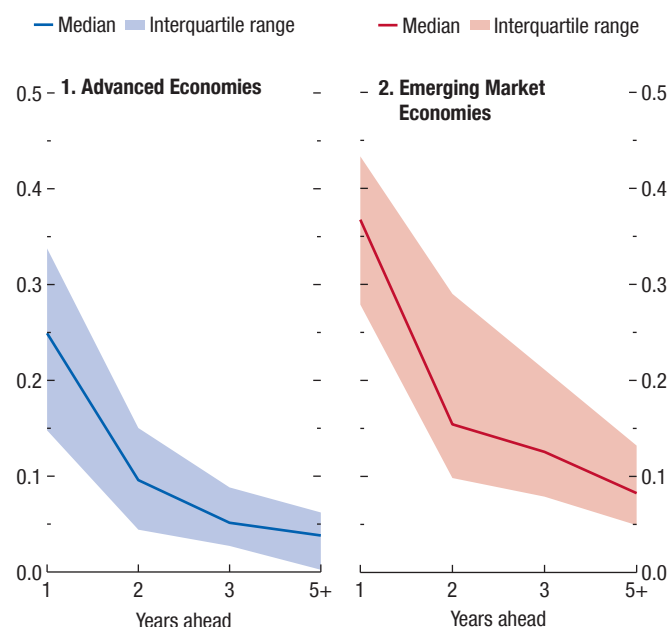 Median Interquartile range
Median Interquartile range
1. Advanced Economies
2. Emerging Market
Economies
0.5
0.4
0.3
0.2
0.1
0.0
1 2 3 5+
Years ahead
0.5
0.4
0.3
0.2
0.1
0.0
1 2 3 5+
Years ahead